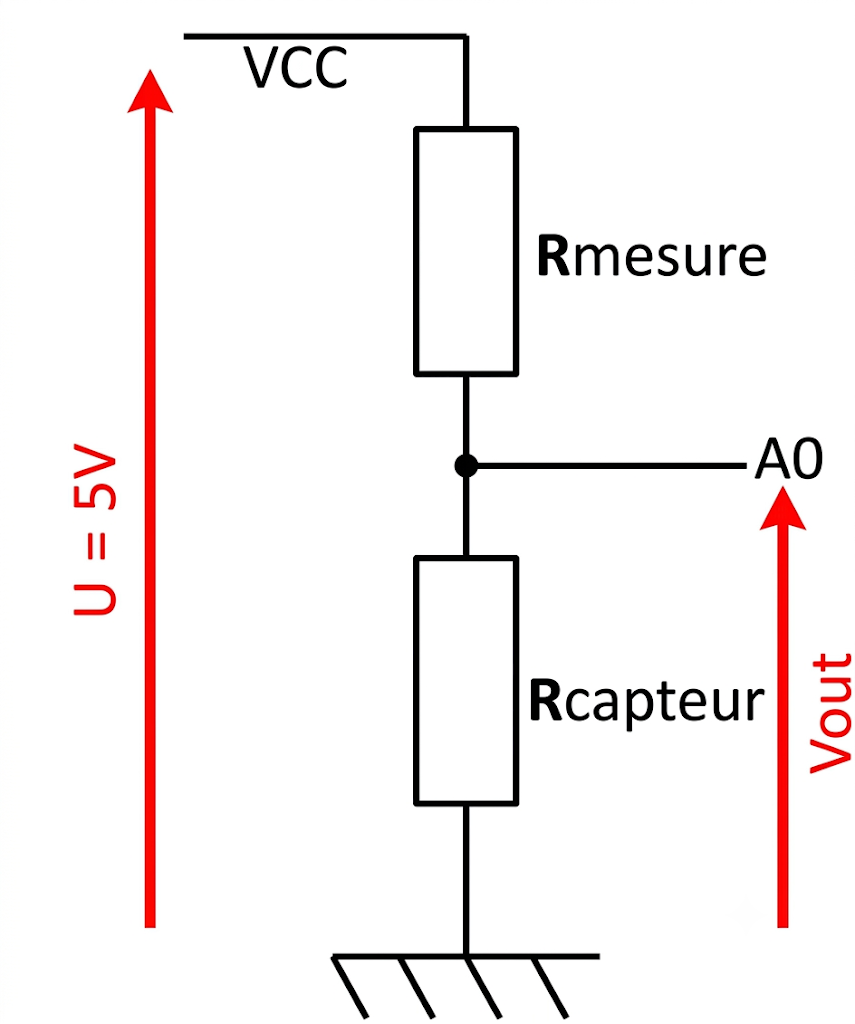 VCC
Rmesure
U = 5V
A0
Rcapteur
Vout